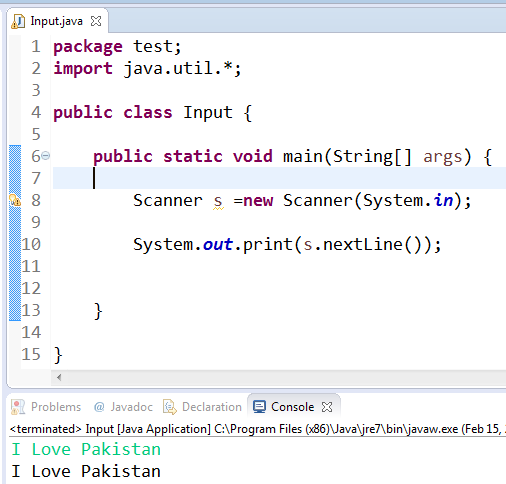 Input.java
1 package test;
2 import java.util.*;
3
4 public class Input {
5
6 public static void main(String[] args) {
7
8 Scanner s =new Scanner(System.in);
9
10 System.out.print(s.nextLine());
11
12
13 }
14
15 }
Problems @ Javadoc Declaration Console
<terminated> Input [Java Application] C:\Program Files (x86)\Java\jre7\bin\javaw.exe (Feb 15,
I Love Pakistan
I Love Pakistan